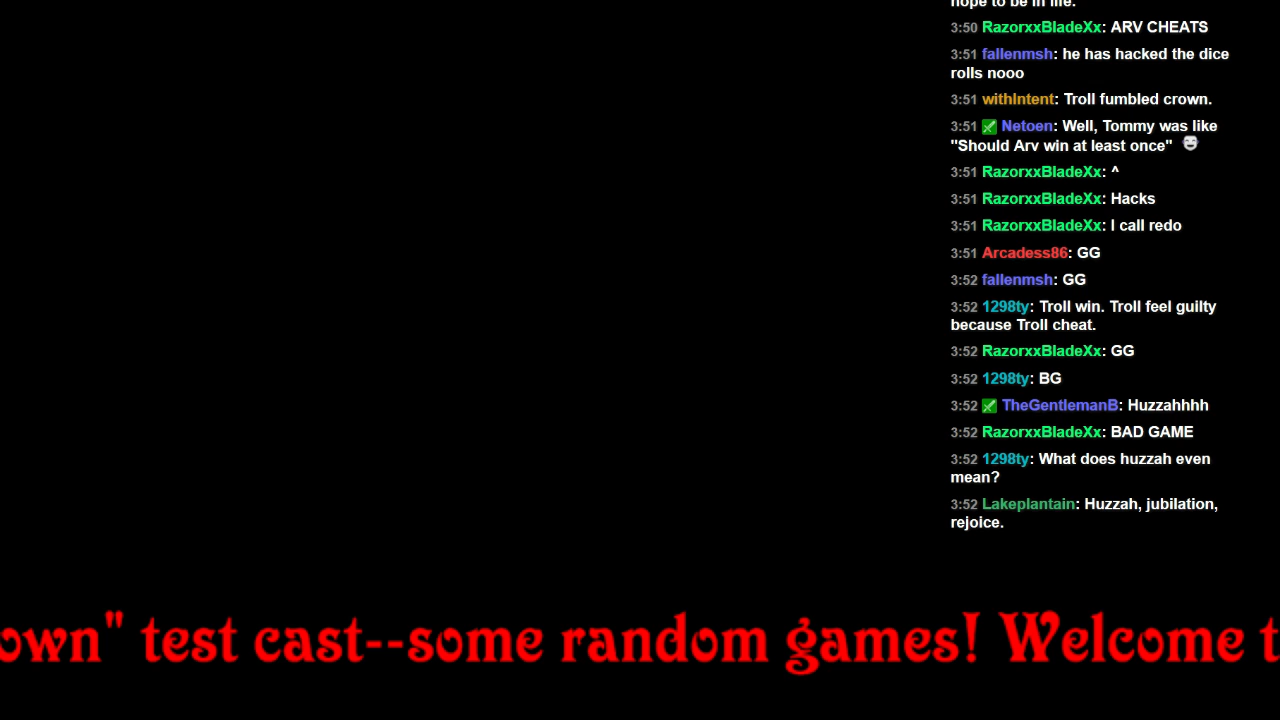 hope to be in life.
3:50 RazorxxBladeXx: ARV CHEATS
3:51 fallenmsh: he has hacked the dice
rolls nooo
3:51 withIntent: Troll fumbled crown.
3:51 Netoen: Well, Tommy was like
"Should Arv win at least once"
3:51 RazorxxBladeXx: ^
3:51 RazorxxBladeXx: Hacks
3:51 RazorxxBladeXx: I call redo
3:51 Arcadess86: GG
3:52 fallenmsh: GG
3:52 1298ty: Troll win. Troll feel guilty
because Troll cheat.
3:52 RazorxxBladeXx: GG
3:52 1298ty: BG
3:52 TheGentlemanB: Huzzahhhh
3:52 RazorxxBladeXx: BAD GAME
3:52 1298ty: What does huzzah even
mean?
3:52 Lakeplantain: Huzzah, jubilation,
rejoice.
own" test cast--some random games! Welcome t